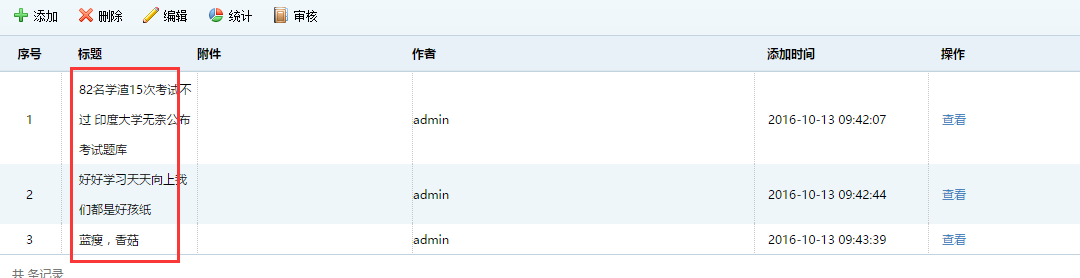 添加 删除 编辑 统计 审核
序号 标题 附件 作者 添加时间 操作
82名学渣15次考试不
1 过 印度大学无奈公布 admin 2016-10-13 09:42:07 查看
考试题库
好好学习天天向上我
2 admin 2016-10-13 09:42:44 查看
们都是好孩纸
3 蓝瘦，香菇 admin 2016-10-13 09:43:39 查看
共 条记录